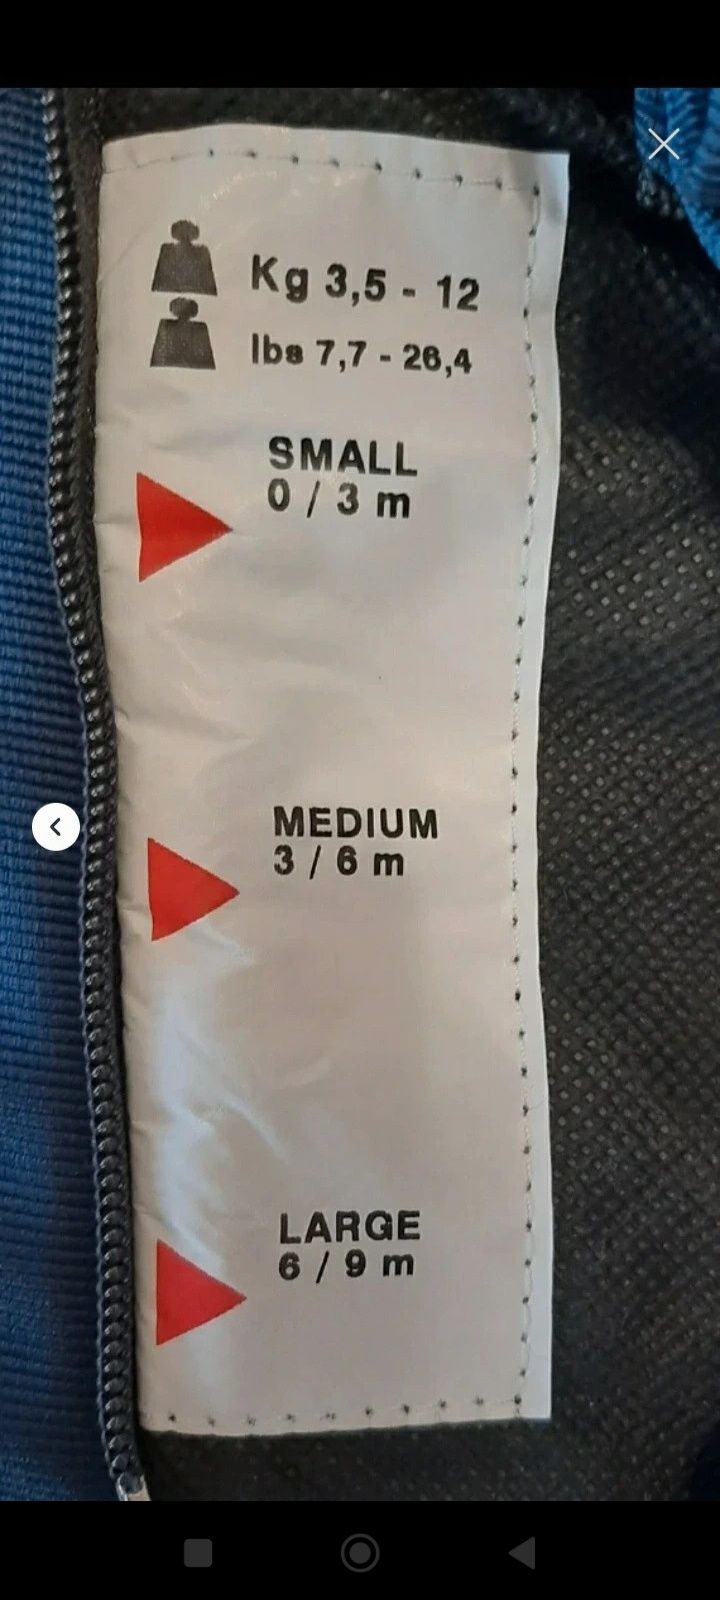 Kg 3,5 - 12
lbs 7,7 - 26,4
SMALL
0 / 3 m
MEDIUM
3 / 6 m
LARGE
6 / 9 m